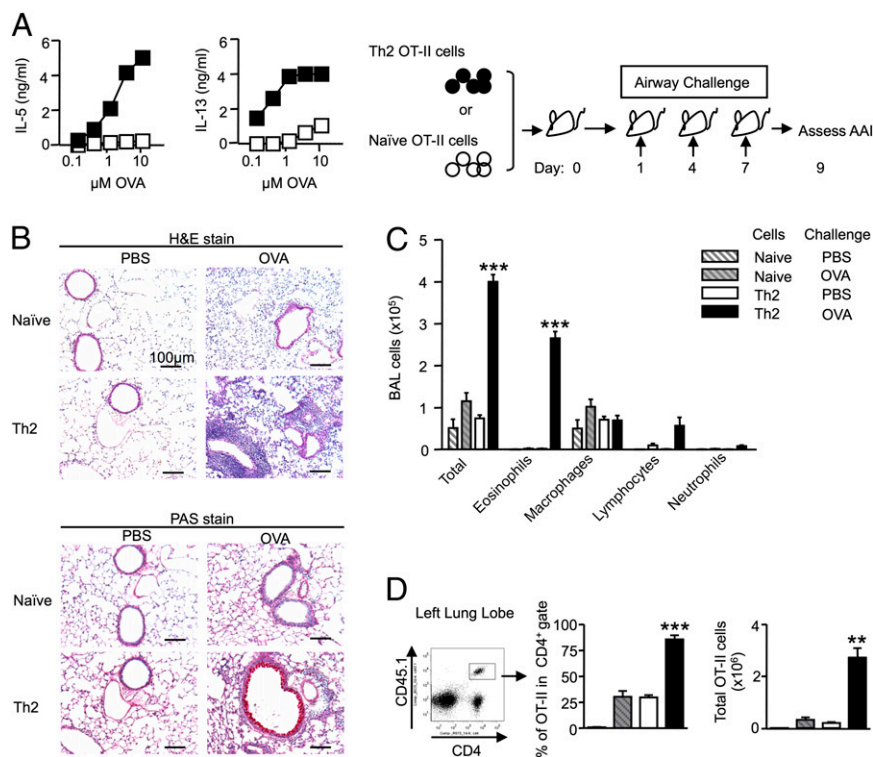 A
IL-5 (ng/ml)
6
4
2
0
0.1
1
10
µM OVA
IL-13 (ng/ml)
6
4
2
0
0.1
1
10
µM OVA
Th2 OT-II cells
or
Naïve OT-II cells
Airway Challenge
Assess AAI
Day: 0 1 4 7 9
B
H&E stain
PBS OVA
Naïve
100µm
Th2
PAS stain
PBS OVA
Naïve
Th2
C
Cells Challenge
Naive PBS
Naive OVA
Th2 PBS
Th2 OVA
BAL cells (x10⁵)
5
4
3
2
1
0
***
***
Total
Eosinophils
Macrophages
Lymphocytes
Neutrophils
D
Left Lung Lobe
CD45.1
CD4
% of OT-II in CD4⁺ gate
100
75
50
25
0
***
Total OT-II cells
(x10⁶)
4
2
0
**